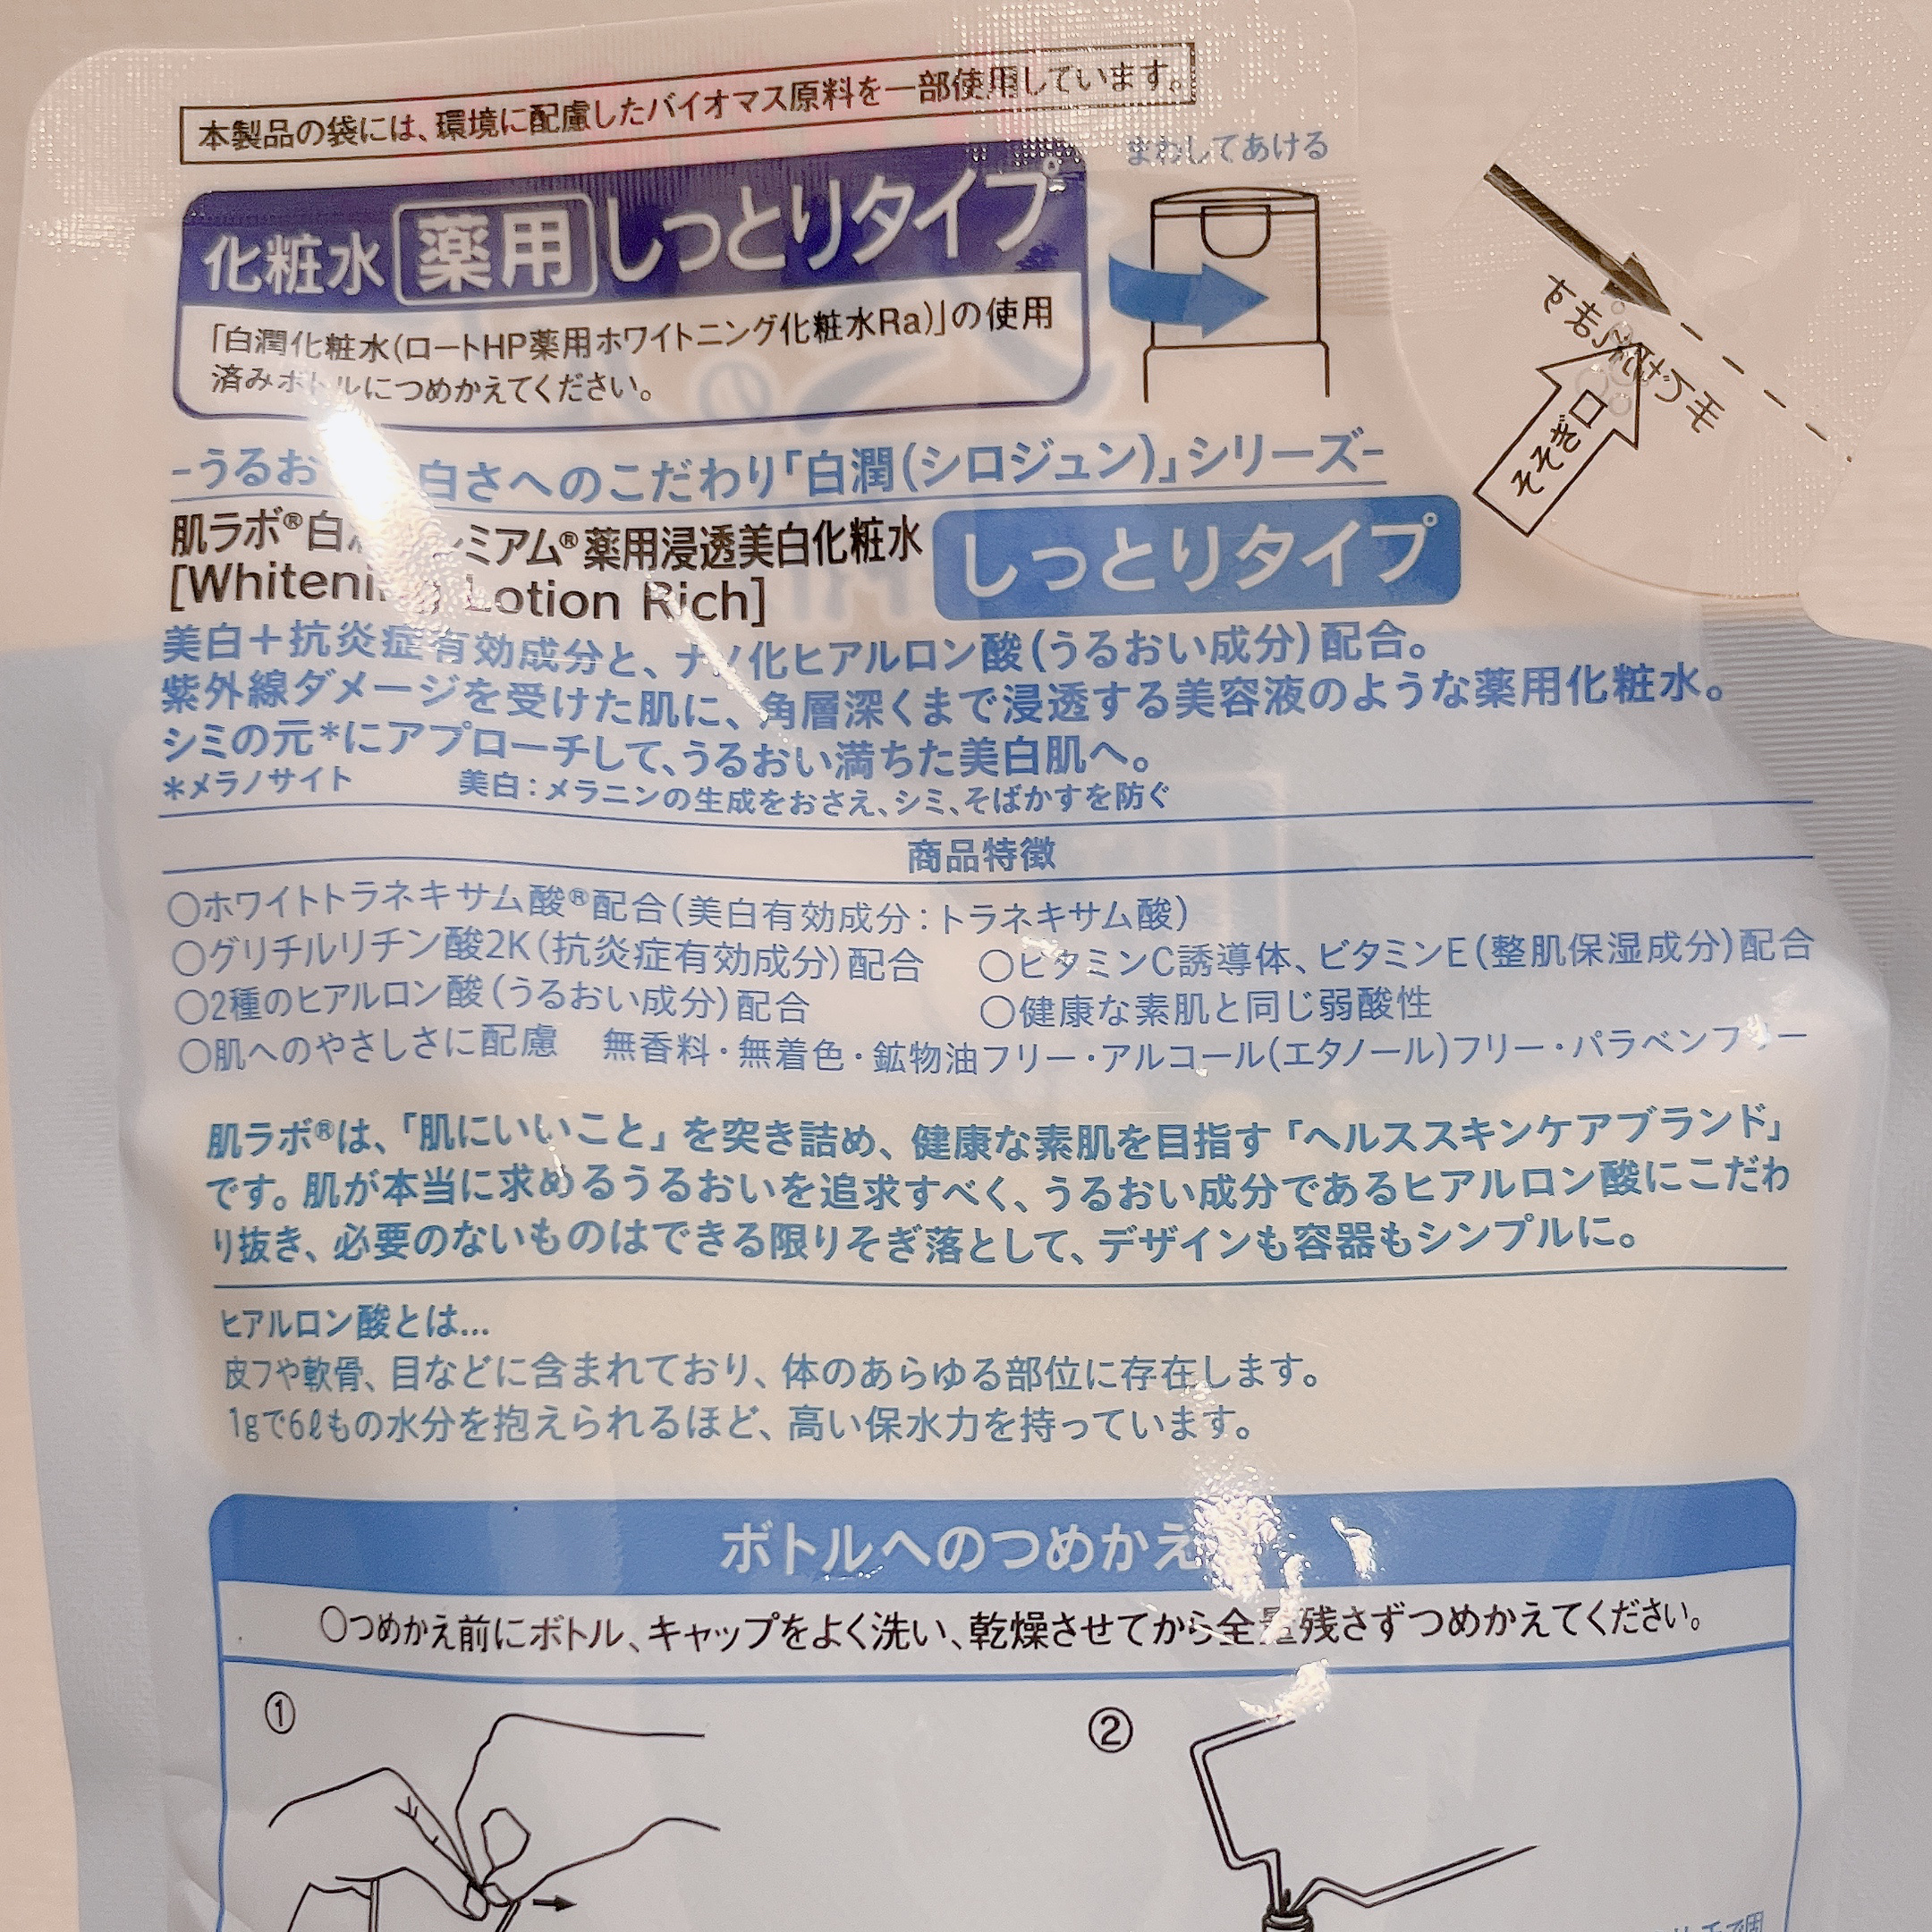 本製品の袋には、環境に配慮したバイオマス原料を一部使用しています。
まわしてあける
化粧水 薬用 しっとりタイプ
「白潤化粧水(ロートHP薬用ホワイトニング化粧水Ra)」の使用
済みボトルにつめかえてください。
そそぎ口
-うるお 白さへのこだわり「白潤(シロジュン)」シリーズ-
肌ラボ®白 ミアム®薬用浸透美白化粧水 しっとりタイプ
[Whitening Lotion Rich]
美白+抗炎症有効成分と、ナノ化ヒアルロン酸(うるおい成分)配合。
紫外線ダメージを受けた肌に、角層深くまで浸透する美容液のような薬用化粧水。
シミの元*にアプローチして、うるおい満ちた美白肌へ。
*メラノサイト 美白:メラニンの生成をおさえ、シミ、そばかすを防ぐ
商品特徴
○ホワイトトラネキサム酸®配合(美白有効成分:トラネキサム酸)
○グリチルリチン酸2K(抗炎症有効成分)配合 ○ビタミンC誘導体、ビタミンE(整肌保湿成分)配合
○2種のヒアルロン酸(うるおい成分)配合 ○健康な素肌と同じ弱酸性
○肌へのやさしさに配慮 無香料・無着色・鉱物油フリー・アルコール(エタノール)フリー・パラベンフリー
肌ラボ®は、「肌にいいこと」を突き詰め、健康な素肌を目指す「ヘルススキンケアブランド」
です。肌が本当に求めるうるおいを追求すべく、うるおい成分であるヒアルロン酸にこだわ
り抜き、必要のないものはできる限りそぎ落として、デザインも容器もシンプルに。
ヒアルロン酸とは…
皮フや軟骨、目などに含まれており、体のあらゆる部位に存在します。
1gで6ℓもの水分を抱えられるほど、高い保水力を持っています。
ボトルへのつめかえ
○つめかえ前にボトル、キャップをよく洗い、乾燥させてから全量残さずつめかえてください。
① ②